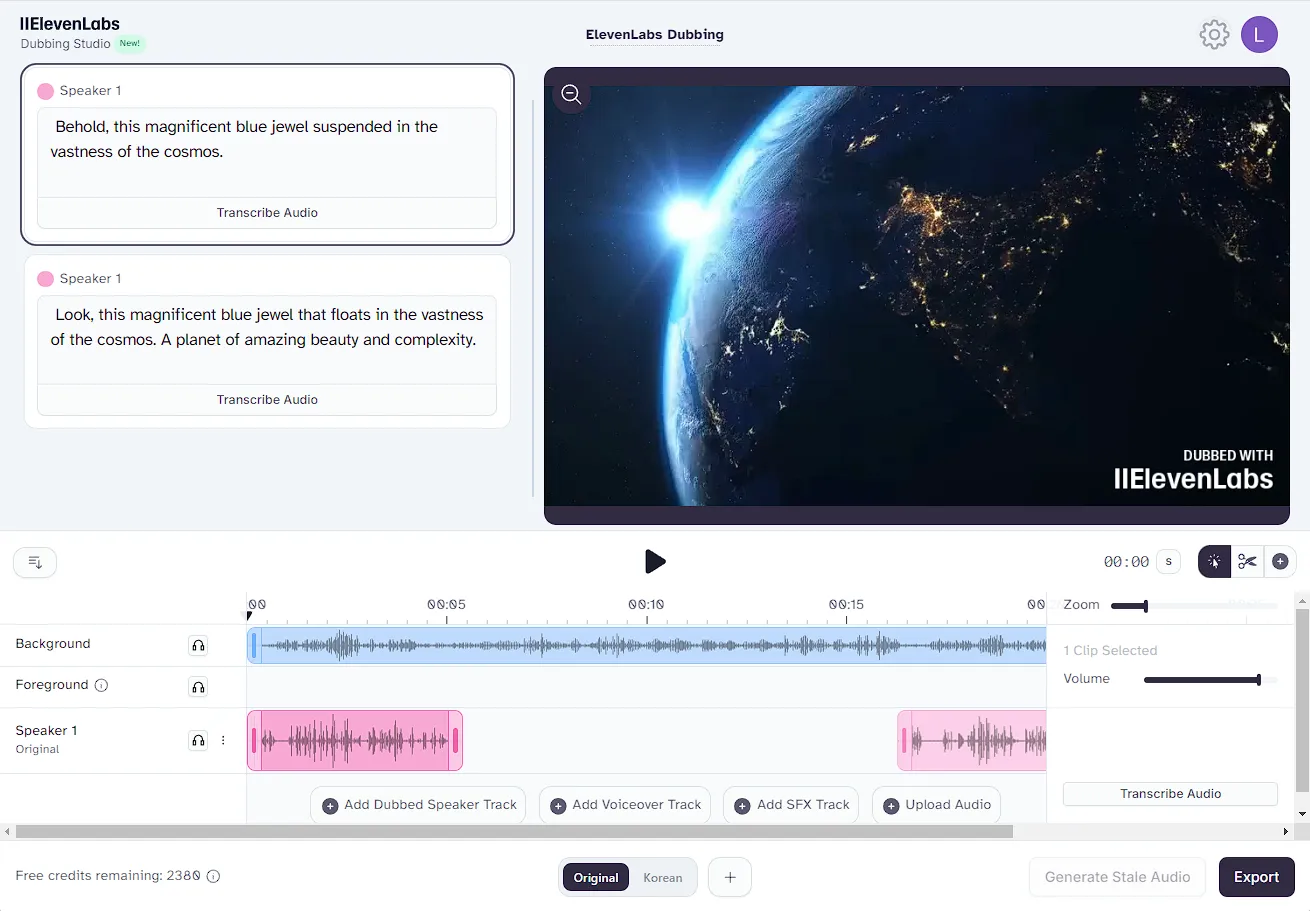 IIElevenLabs
Dubbing Studio New!
ElevenLabs Dubbing
L
Speaker 1
Behold, this magnificent blue jewel suspended in the
vastness of the cosmos.
Transcribe Audio
Speaker 1
Look, this magnificent blue jewel that floats in the vastness
of the cosmos. A planet of amazing beauty and complexity.
Transcribe Audio
DUBBED WITH
IIElevenLabs
00:00 s
00 00:05 00:10 00:15 00
Zoom
Background
1 Clip Selected
Volume
Foreground
Speaker 1
Original
Transcribe Audio
Add Dubbed Speaker Track Add Voiceover Track Add SFX Track Upload Audio
Free credits remaining: 2380
Original Korean
Generate Stale Audio Export